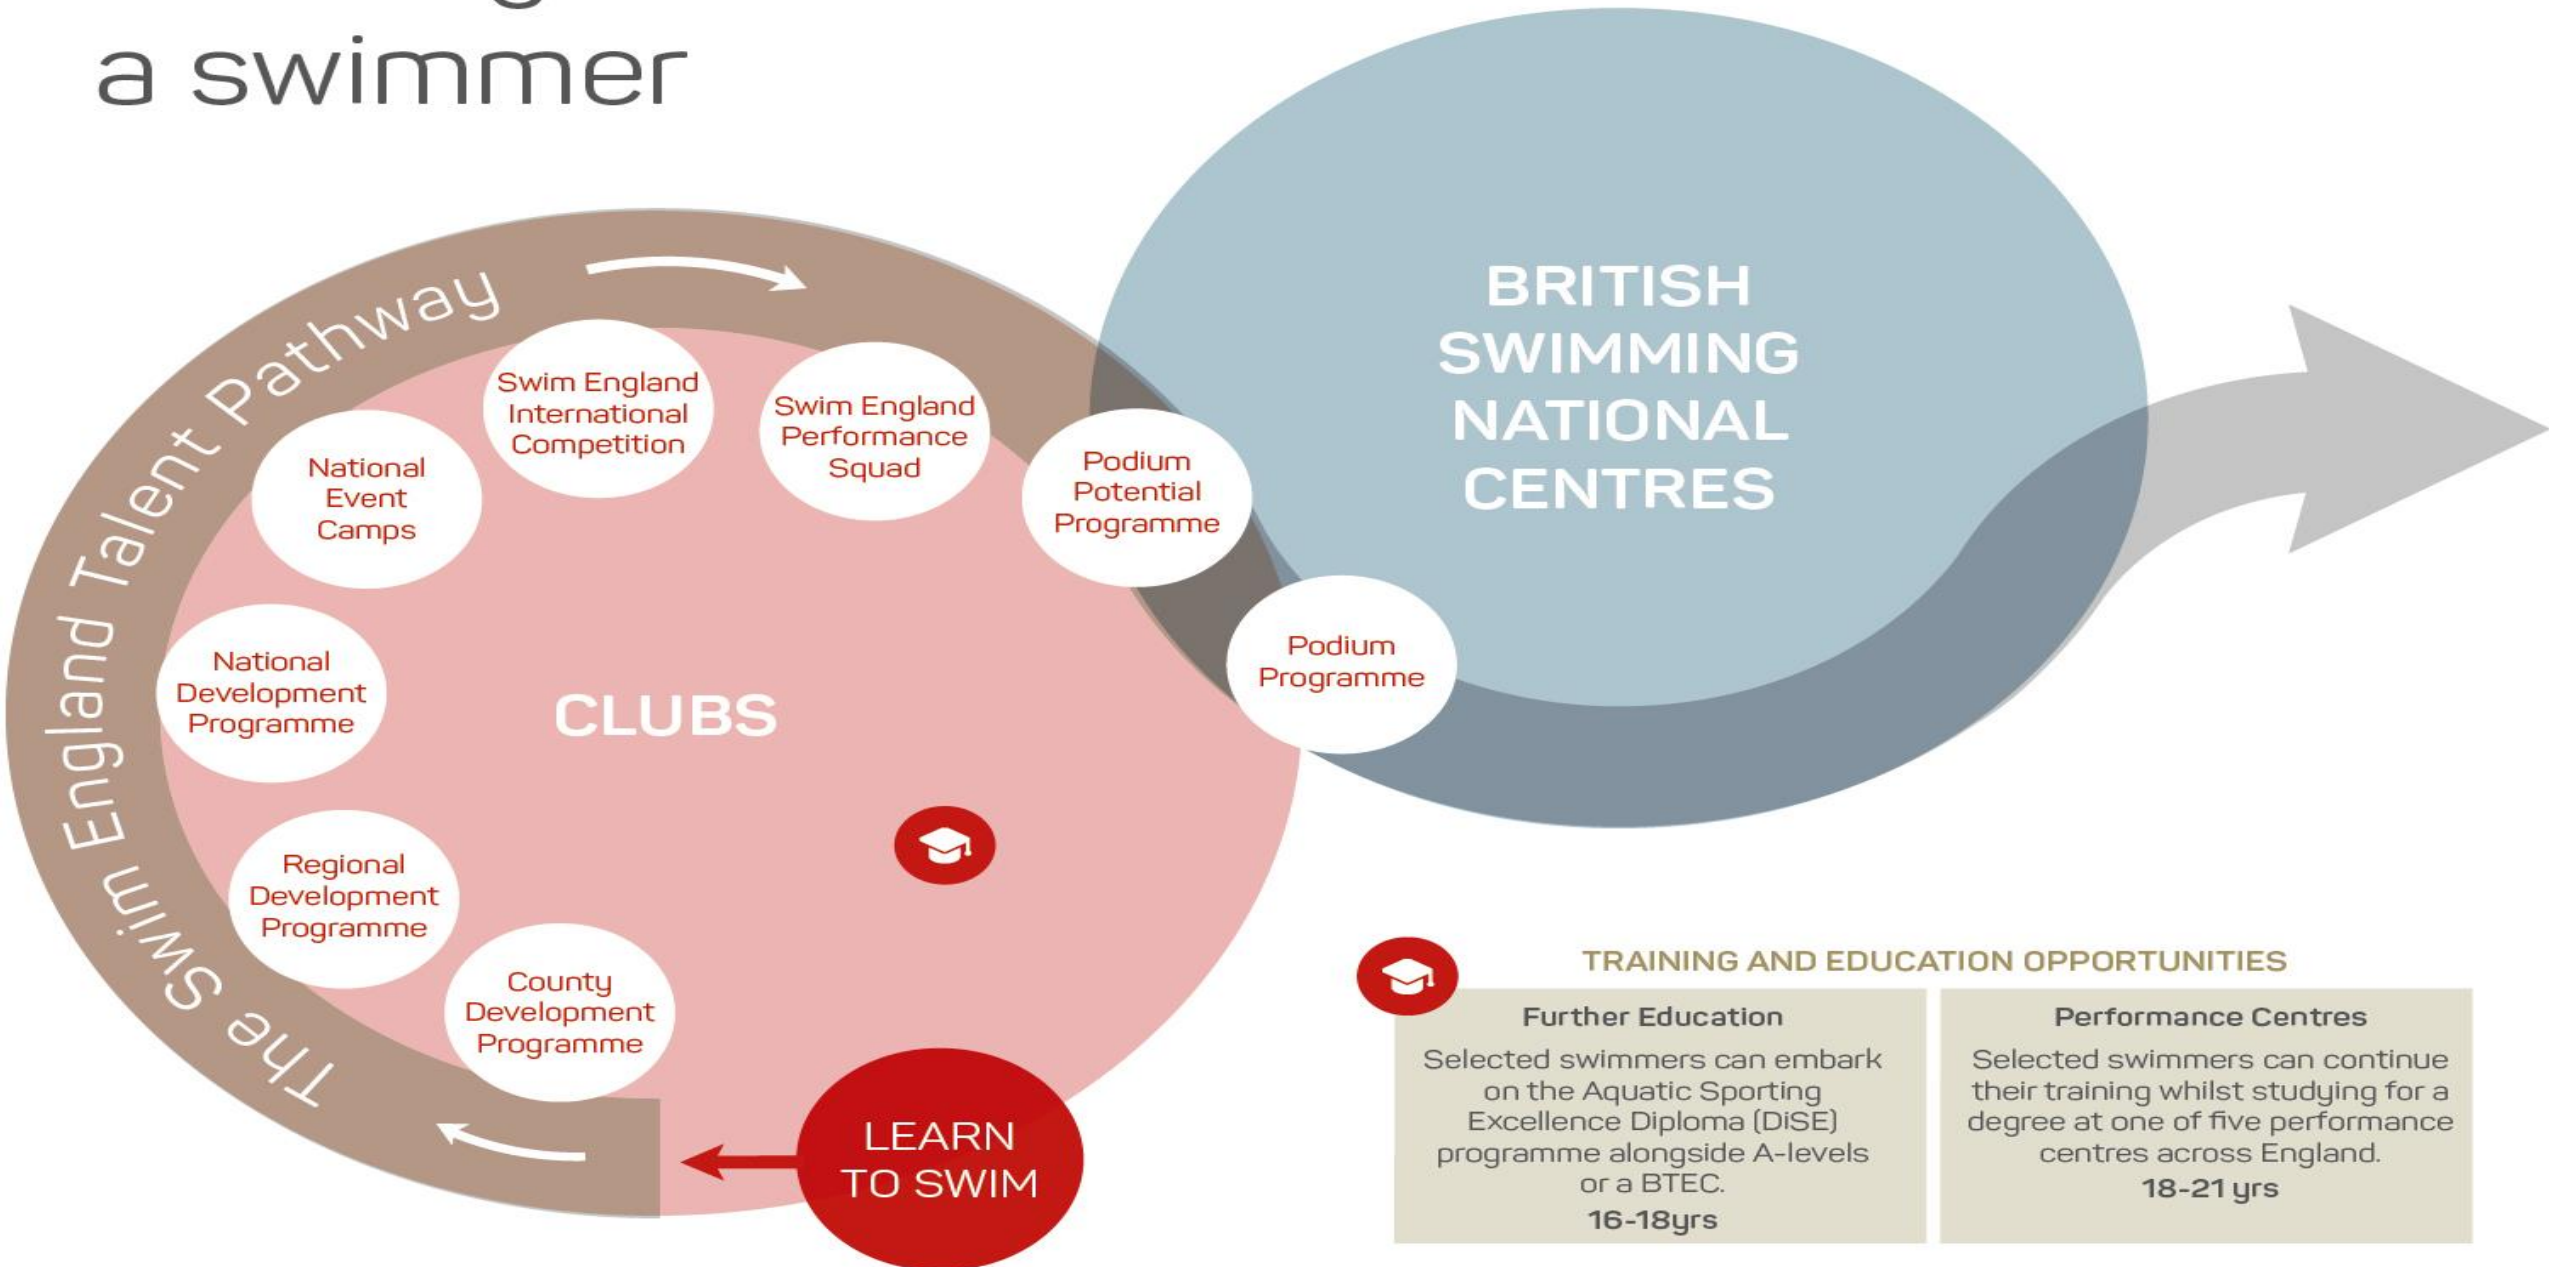 a swimmer
The Swim England Talent Pathway
BRITISH
SWIMMING
NATIONAL
CENTRES
Swim England
International
Competition
Swim England
Performance
Squad
Podium
Potential
Programme
National
Event
Camps
Podium
Programme
National
Development
Programme
CLUBS
Regional
Development
Programme
County
Development
Programme
LEARN
TO SWIM
TRAINING AND EDUCATION OPPORTUNITIES
Further Education
Selected swimmers can embark
on the Aquatic Sporting
Excellence Diploma (DiSE)
programme alongside A-levels
or a BTEC.
16-18yrs
Performance Centres
Selected swimmers can continue
their training whilst studying for a
degree at one of five performance
centres across England.
18-21 yrs